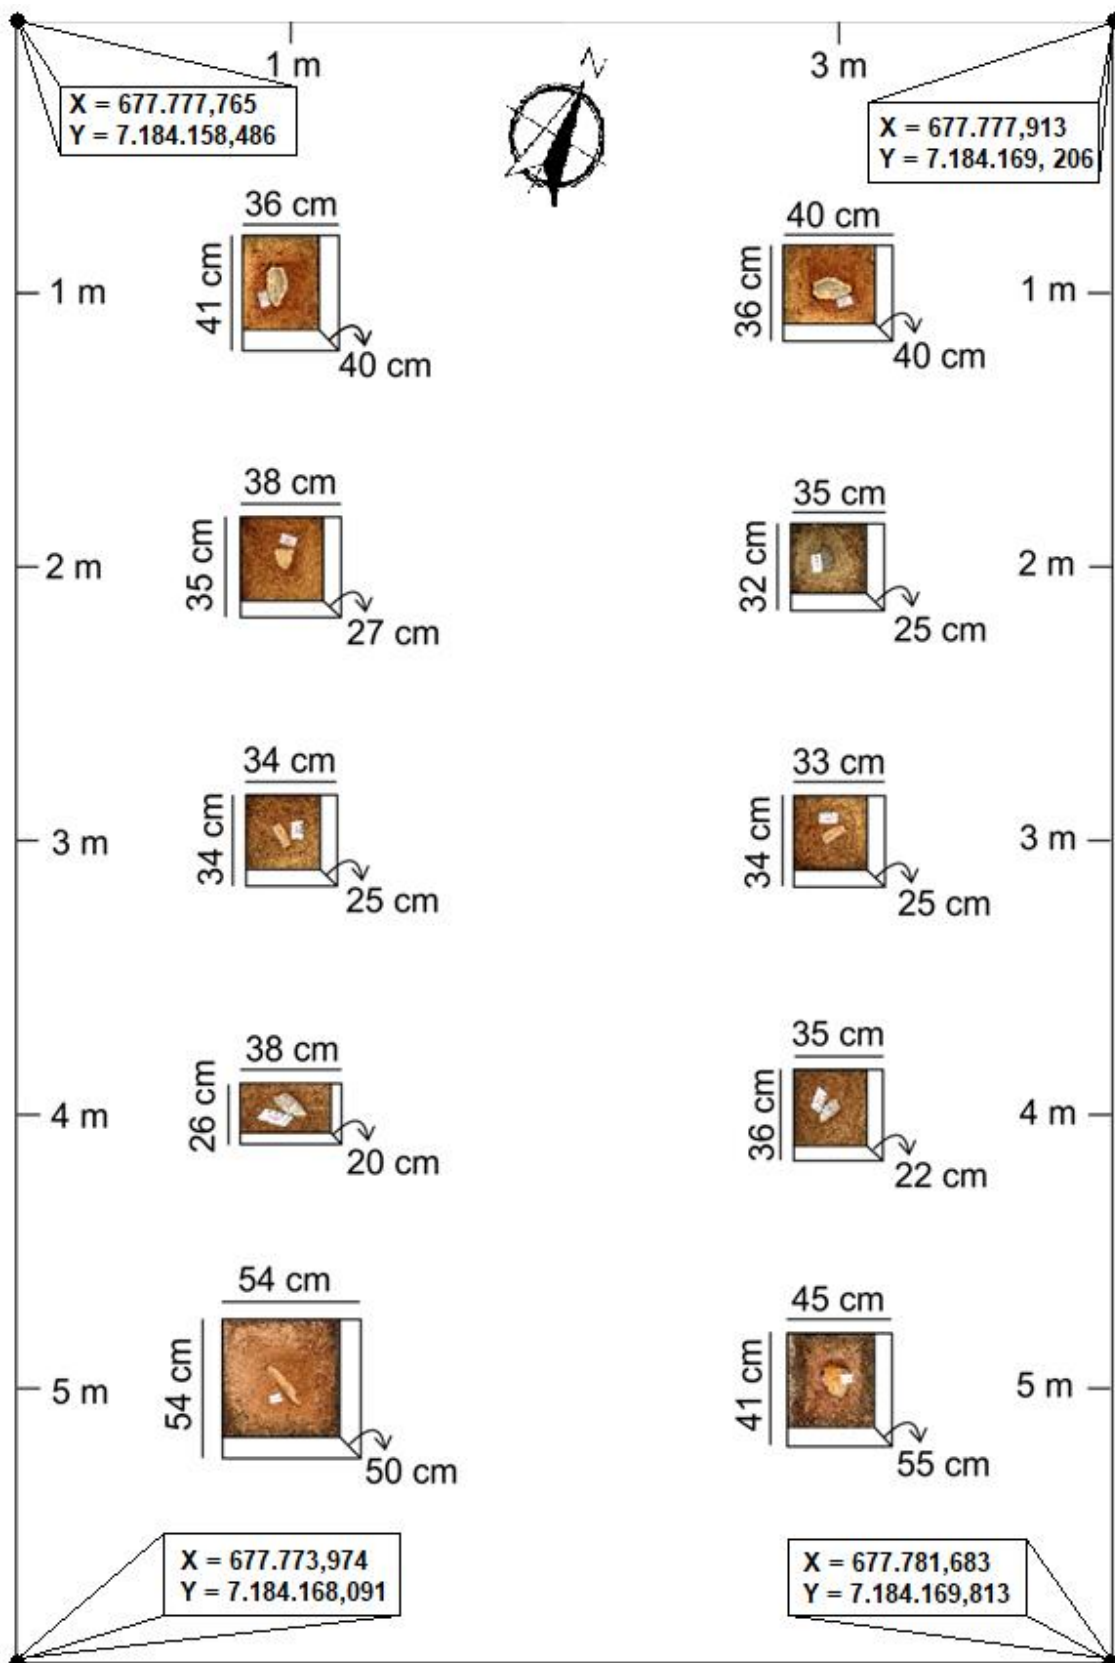 1 m
3 m
X = 677.777,765
Y = 7.184.158,486
N
X = 677.777,913
Y = 7.184.169, 206
36 cm
41 cm
40 cm
40 cm
36 cm
40 cm
1 m
1 m
38 cm
35 cm
27 cm
35 cm
32 cm
25 cm
2 m
2 m
34 cm
34 cm
25 cm
33 cm
34 cm
25 cm
3 m
3 m
38 cm
26 cm
20 cm
35 cm
36 cm
22 cm
4 m
4 m
54 cm
54 cm
50 cm
45 cm
41 cm
55 cm
5 m
5 m
X = 677.773,974
Y = 7.184.168,091
X = 677.781,683
Y = 7.184.169,813